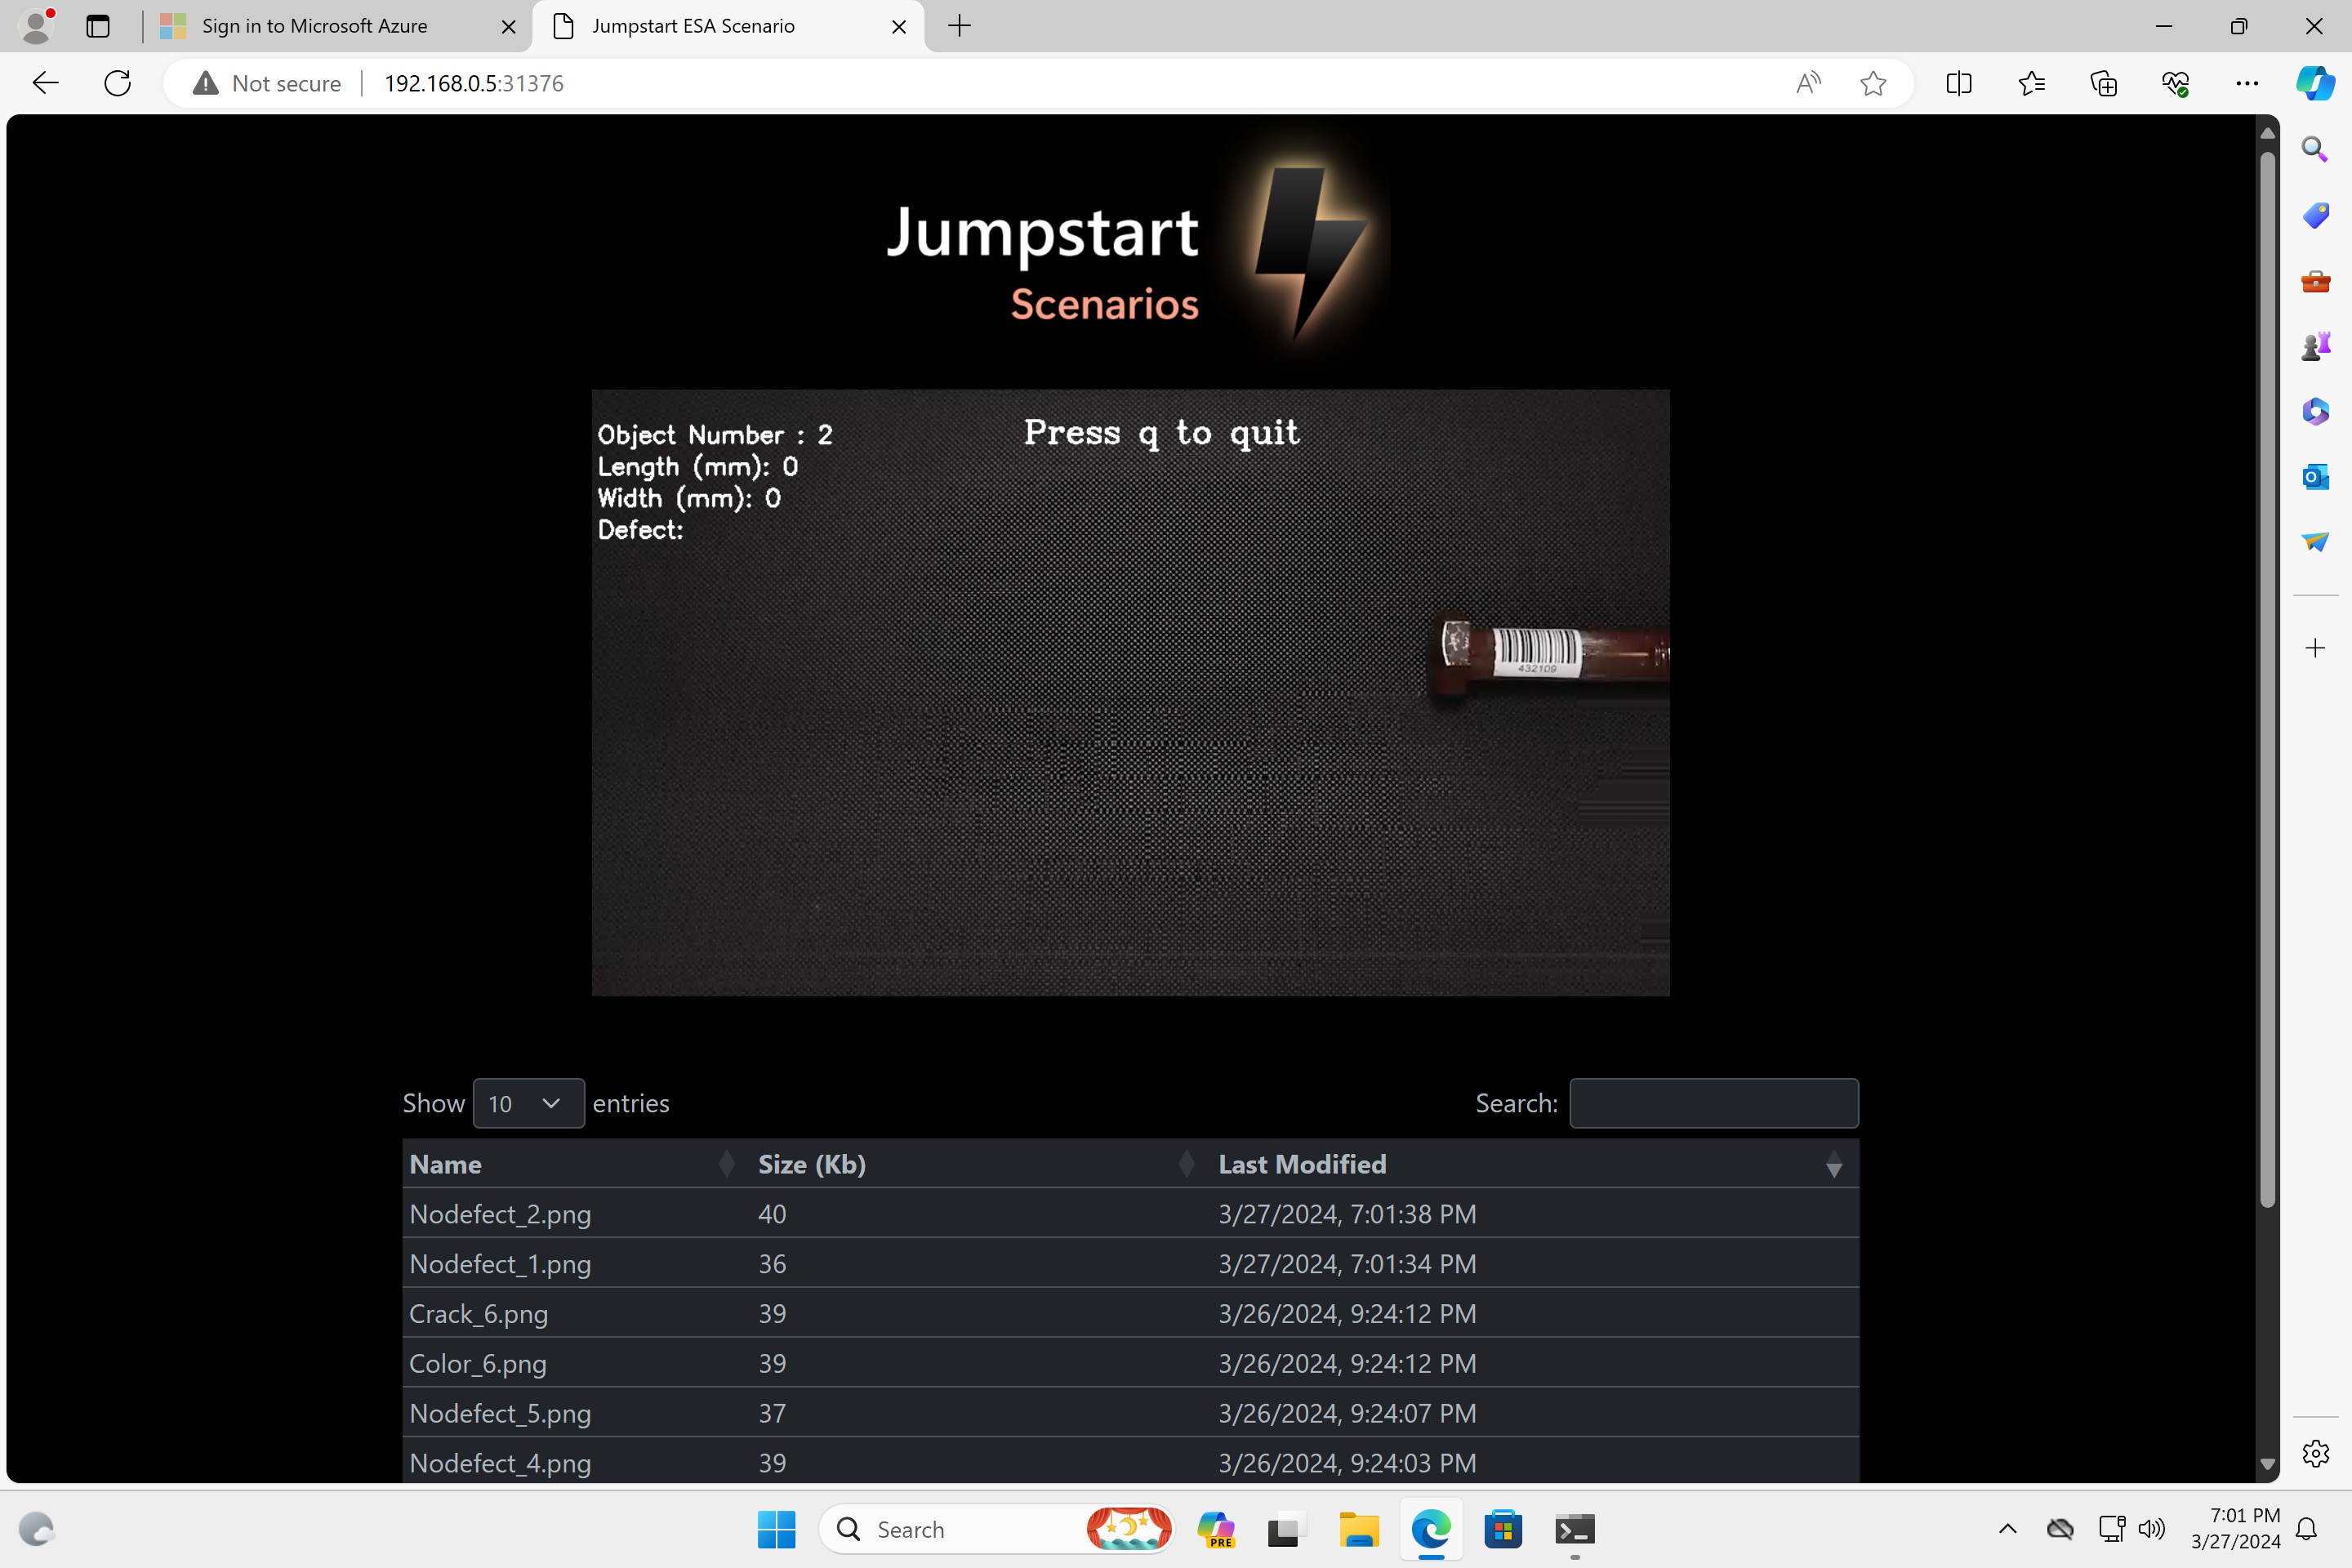 Sign in to Microsoft Azure
Jumpstart ESA Scenario
Not secure
192.168.0.5:31376
Jumpstart
Scenarios
Object Number : 2
Length (mm): 0
Width (mm): 0
Defect:
Press q to quit
432109
Show 10 entries
Search:
Name Size (Kb) Last Modified
Nodefect_2.png 40 3/27/2024, 7:01:38 PM
Nodefect_1.png 36 3/27/2024, 7:01:34 PM
Crack_6.png 39 3/26/2024, 9:24:12 PM
Color_6.png 39 3/26/2024, 9:24:12 PM
Nodefect_5.png 37 3/26/2024, 9:24:07 PM
Nodefect_4.png 39 3/26/2024, 9:24:03 PM
Search
PRE
7:01 PM
3/27/2024